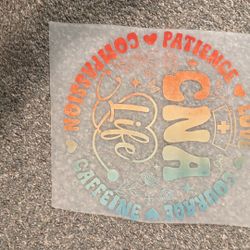 COMPASSION ♥ PATIENCE
CNA
Life
CAFFEINE ♥ COURAGE